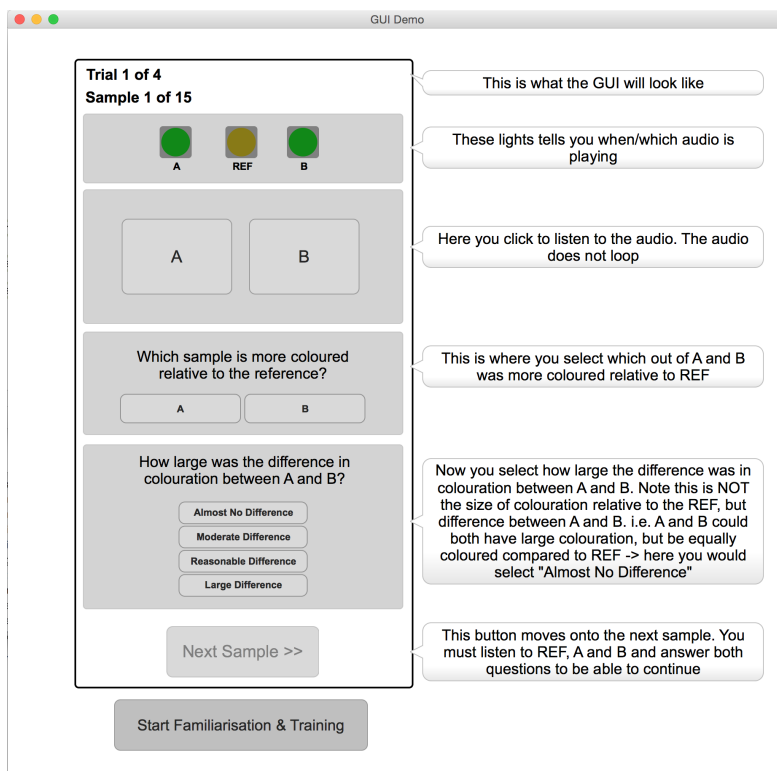 GUI Demo
Trial 1 of 4
Sample 1 of 15
This is what the GUI will look like
A
REF
B
These lights tells you when/which audio is
playing
A
B
Here you click to listen to the audio. The audio
does not loop
Which sample is more coloured
relative to the reference?
A
B
This is where you select which out of A and B
was more coloured relative to REF
How large was the difference in
colouration between A and B?
Almost No Difference
Moderate Difference
Reasonable Difference
Large Difference
Now you select how large the difference was in
colouration between A and B. Note this is NOT
the size of colouration relative to the REF, but
difference between A and B. i.e. A and B could
both have large colouration, but be equally
coloured compared to REF -> here you would
select "Almost No Difference"
Next Sample >>
This button moves onto the next sample. You
must listen to REF, A and B and answer both
questions to be able to continue
Start Familiarisation & Training